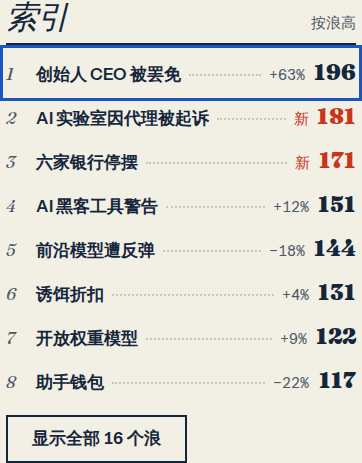 索引
按浪高
1 创始人 CEO 被罢免 +63% 196
2 AI 实验室因代理被起诉 新 181
3 六家银行停摆 新 171
4 AI 黑客工具警告 +12% 151
5 前沿模型遭反弹 −18% 144
6 诱饵折扣 +4% 131
7 开放权重模型 +9% 122
8 助手钱包 −22% 117
显示全部 16 个浪